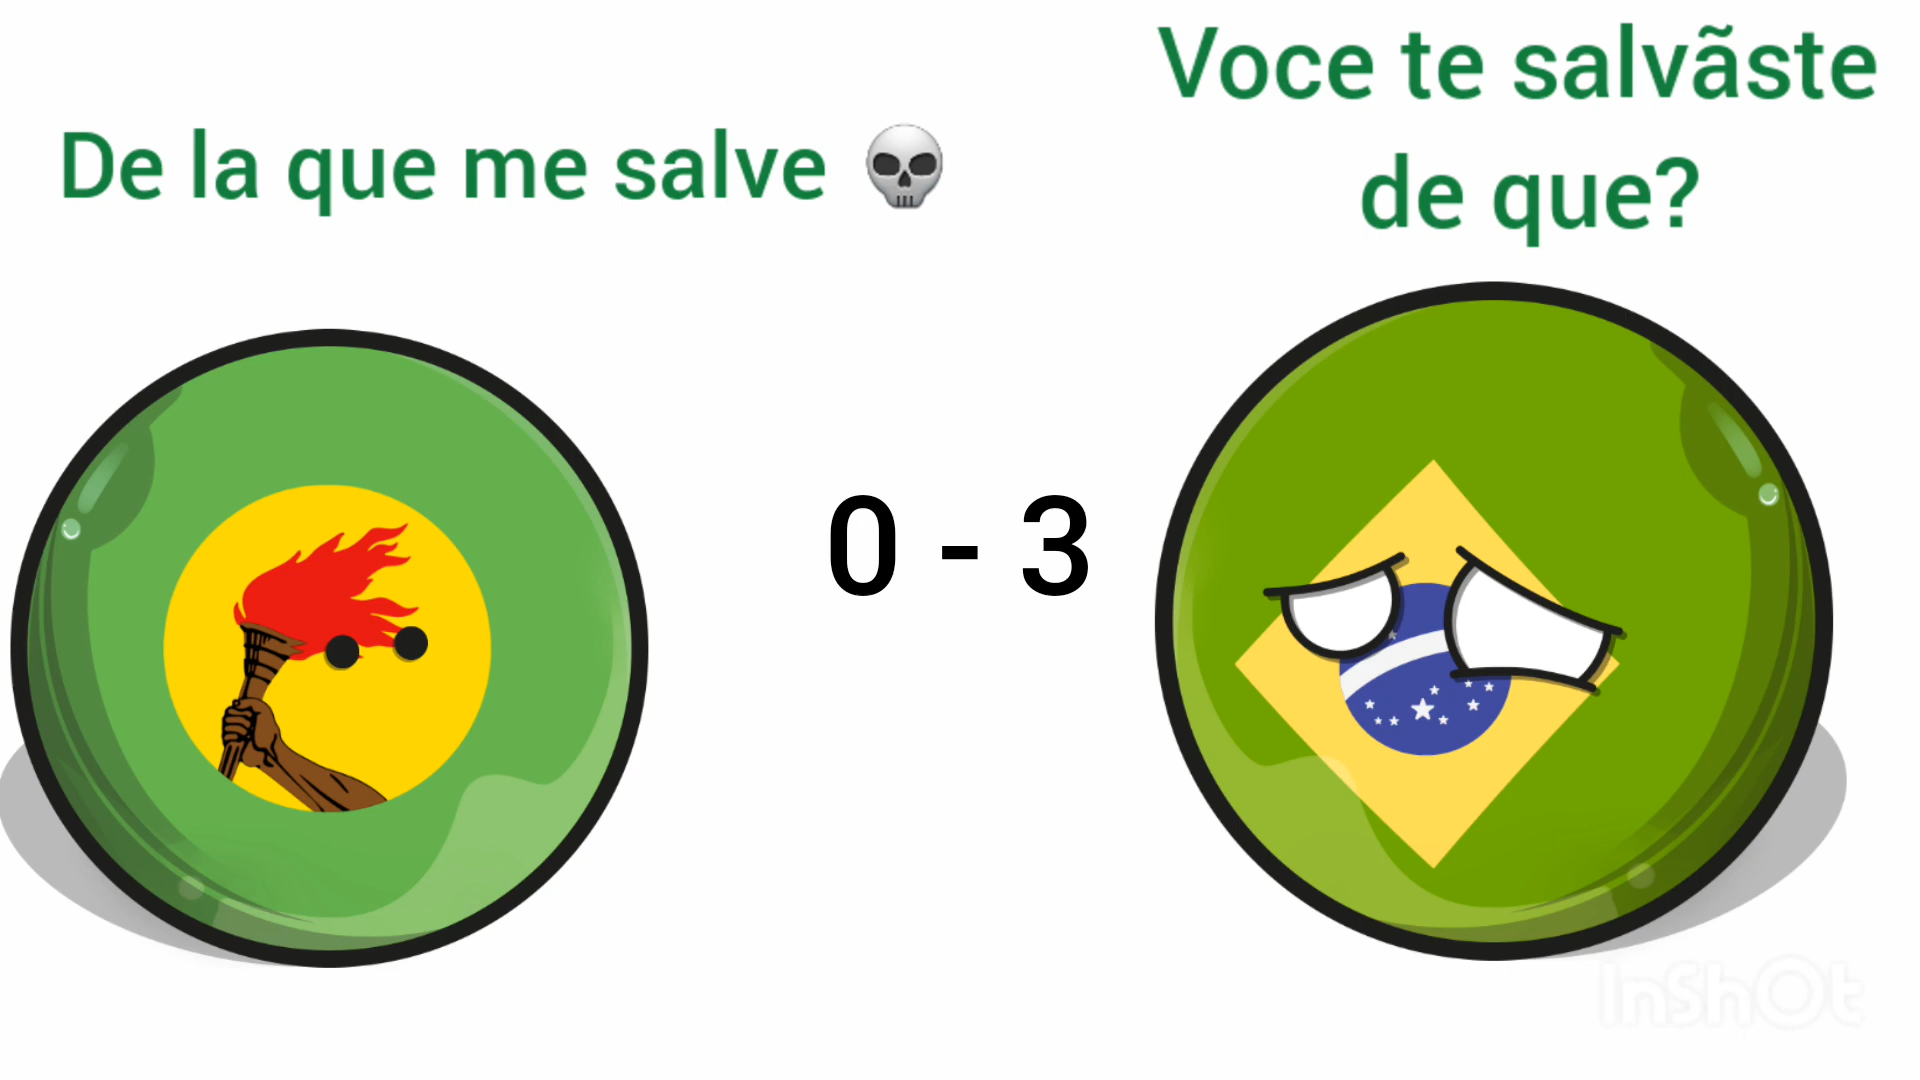 De la que me salve 💀
Voce te salvãste
de que?
0 - 3
InShOt